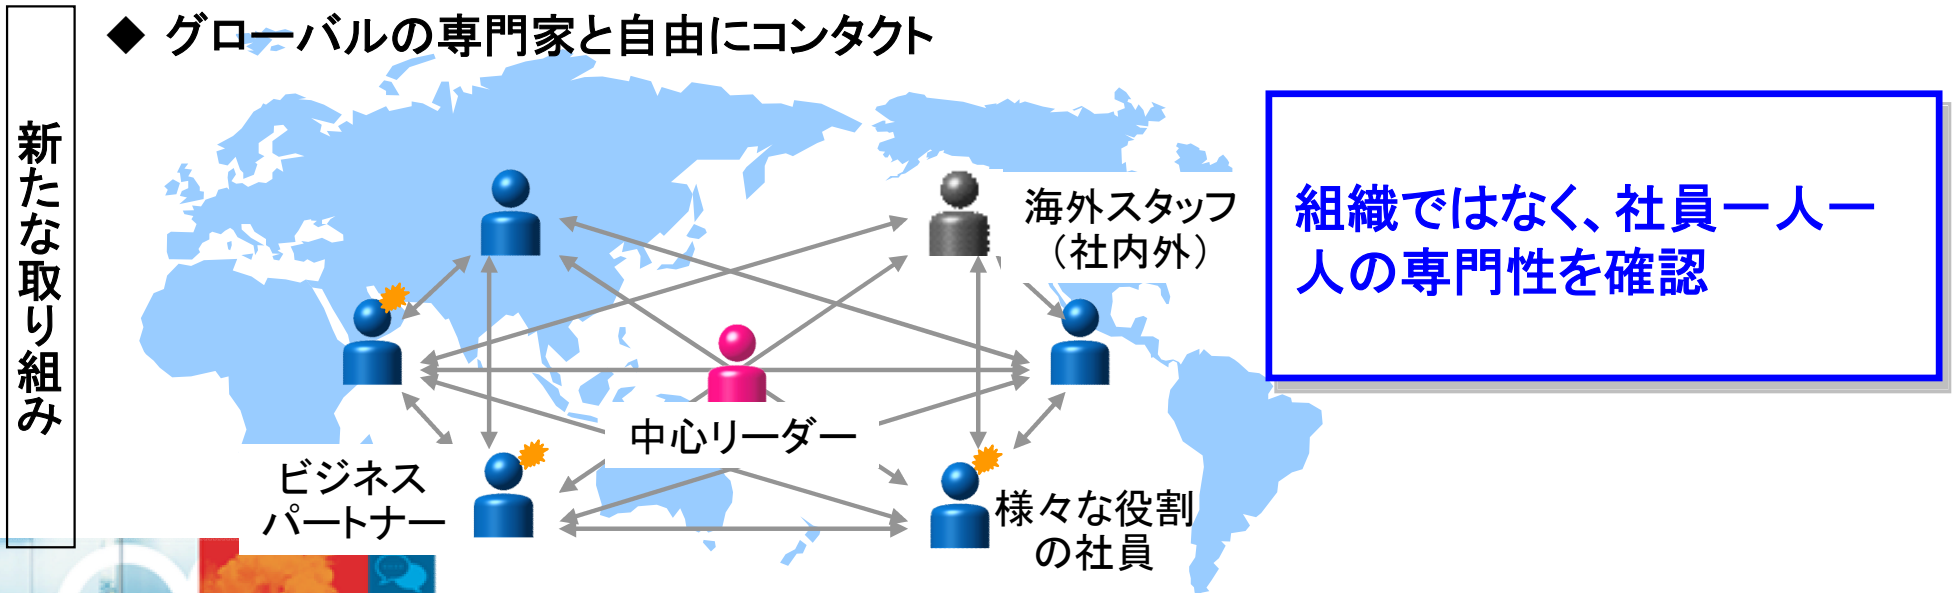 新たな取り組み
◆ グローバルの専門家と自由にコンタクト
海外スタッフ
（社内外）
中心リーダー
ビジネス
パートナー
様々な役割
の社員
組織ではなく、社員一人一
人の専門性を確認